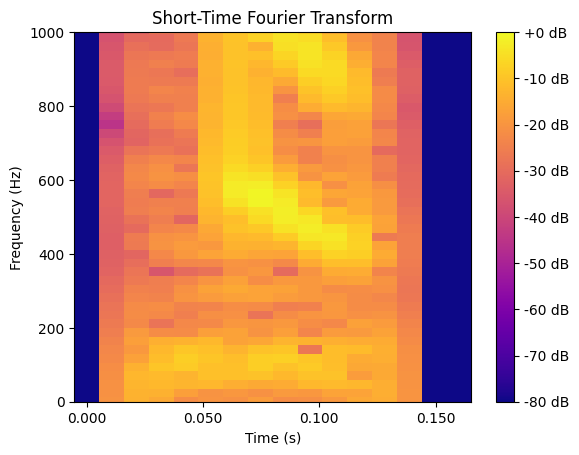 Short-Time Fourier Transform
1000
800
600
400
200
0
Frequency (Hz)
0.000
0.050
0.100
0.150
Time (s)
+0 dB
-10 dB
-20 dB
-30 dB
-40 dB
-50 dB
-60 dB
-70 dB
-80 dB